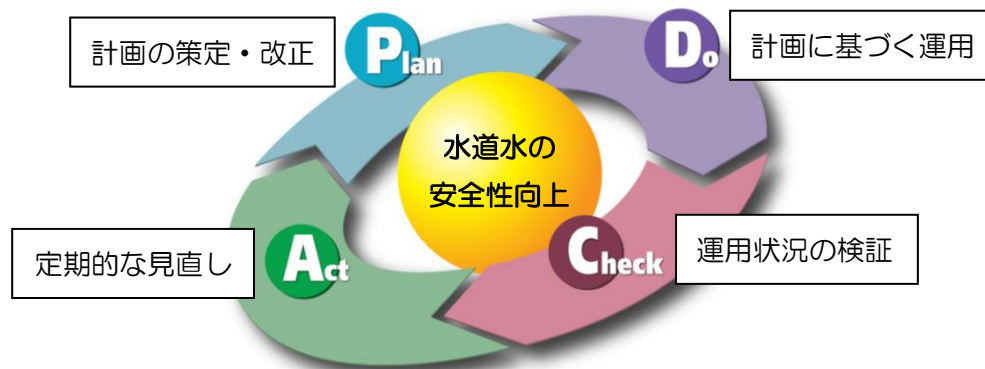 計画の策定・改正
Plan
Do
計画に基づく運用
水道水の
安全性向上
定期的な見直し
Act
Check
運用状況の検証